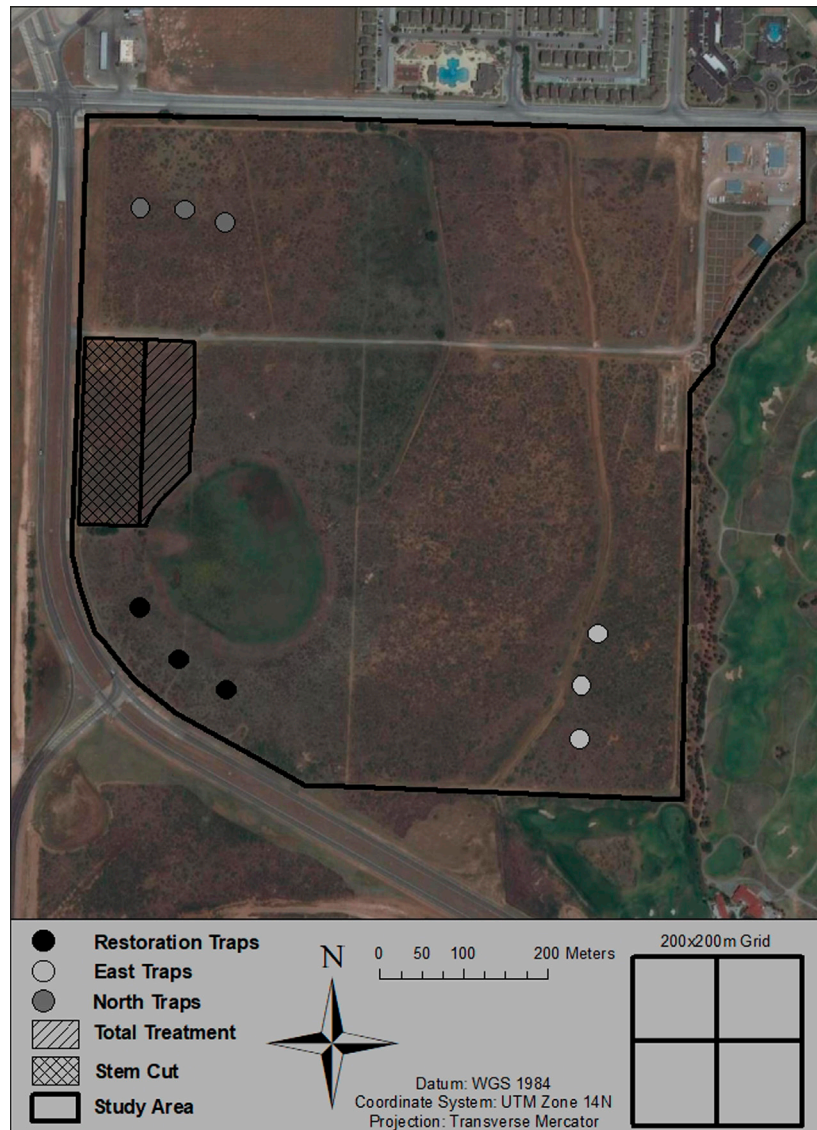 Restoration Traps
East Traps
North Traps
Total Treatment
Stem Cut
Study Area
N
0 50 100 200 Meters
200x200m Grid
Datum: WGS 1984
Coordinate System: UTM Zone 14N
Projection: Transverse Mercator